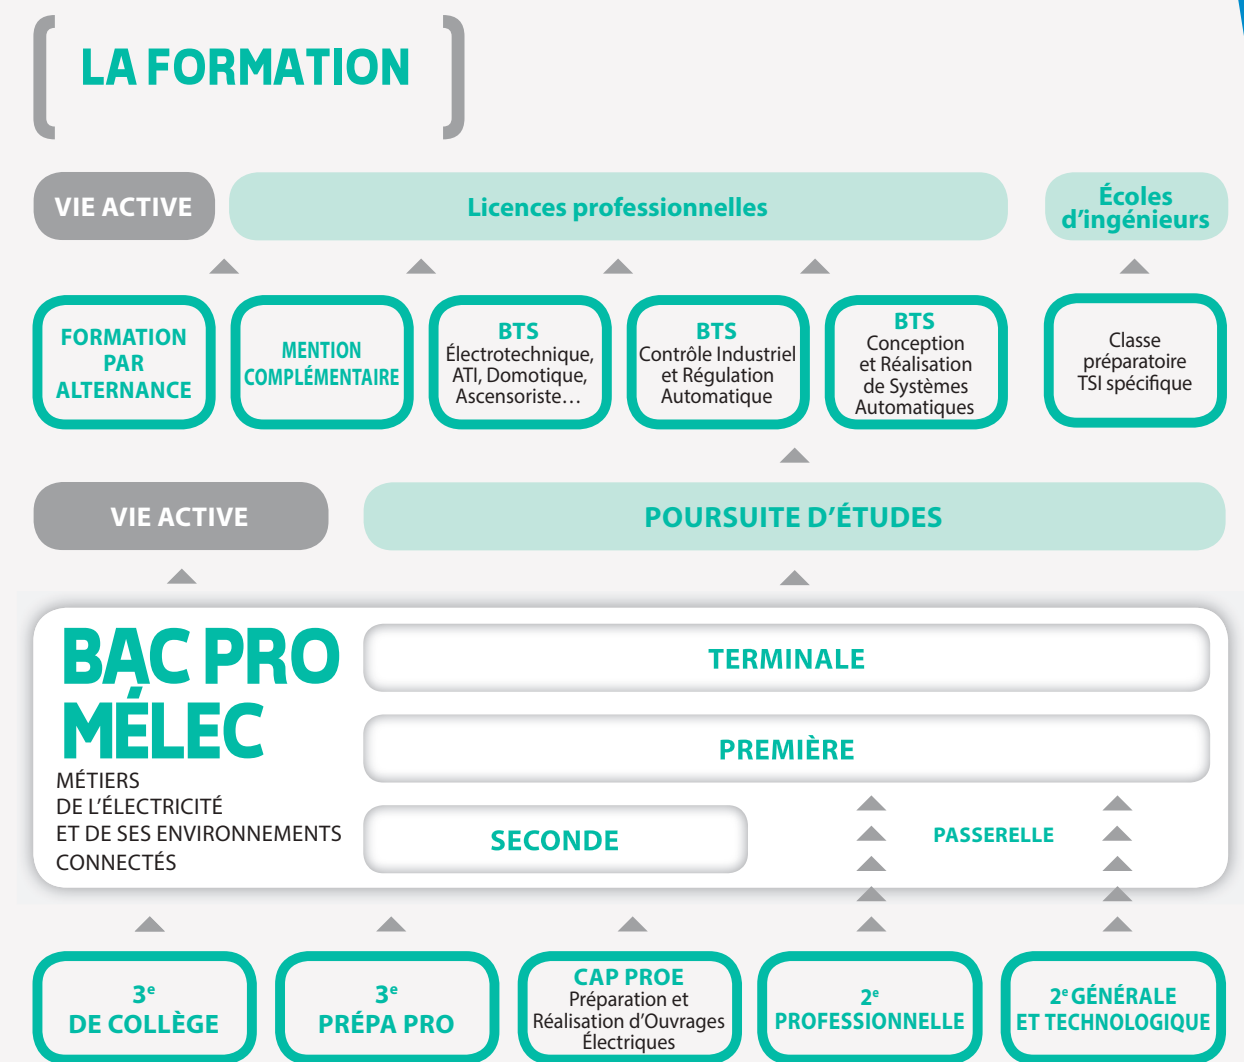 LA FORMATION
VIE ACTIVE
Licences professionnelles
Écoles
d’ingénieurs
FORMATION
PAR
ALTERNANCE
MENTION
COMPLÉMENTAIRE
BTS
Électrotechnique,
ATI, Domotique,
Ascensoriste…
BTS
Contrôle Industriel
et Régulation
Automatique
BTS
Conception
et Réalisation
de Systèmes
Automatiques
Classe
préparatoire
TSI spécifique
VIE ACTIVE
POURSUITE D’ÉTUDES
BAC PRO
MÉLEC
MÉTIERS
DE L’ÉLECTRICITÉ
ET DE SES ENVIRONNEMENTS
CONNECTÉS
TERMINALE
PREMIÈRE
SECONDE
PASSERELLE
3e
DE COLLÈGE
3e
PRÉPA PRO
CAP PROE
Préparation et
Réalisation d’Ouvrages
Électriques
2e
PROFESSIONNELLE
2e GÉNÉRALE
ET TECHNOLOGIQUE